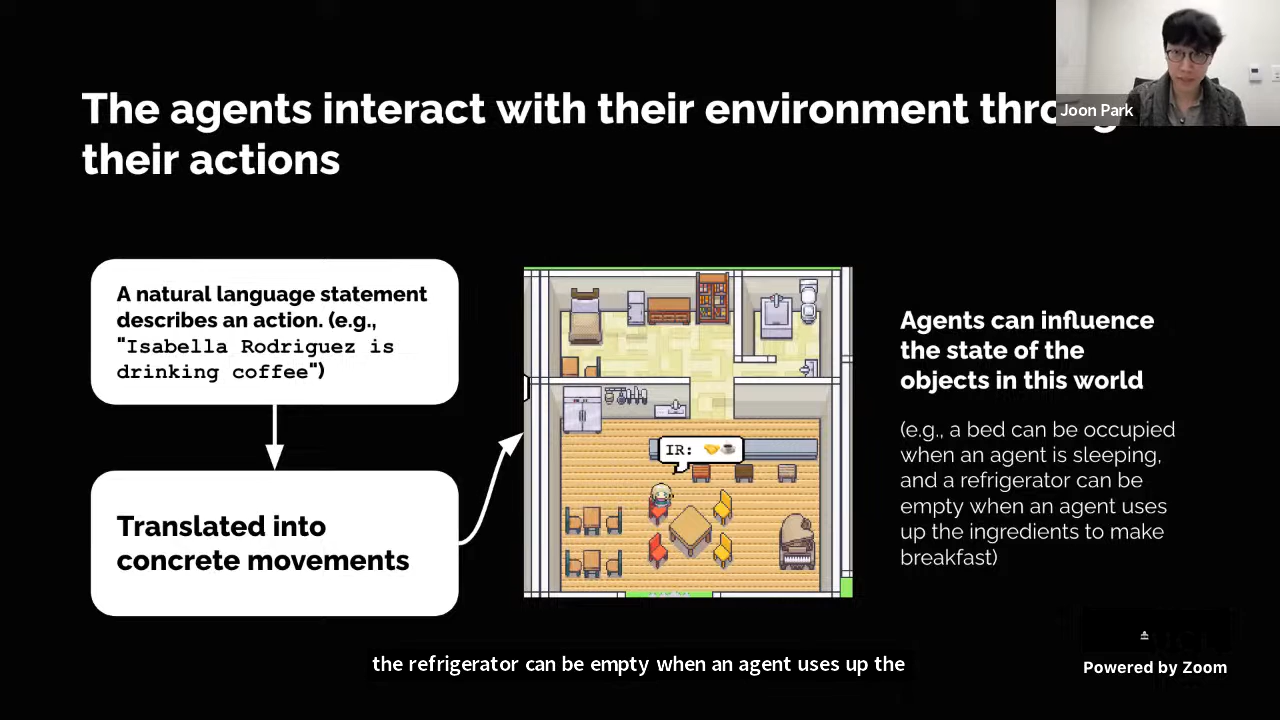 The agents interact with their environment throug
their actions
Joon Park
A natural language statement
describes an action. (e.g.,
"Isabella Rodriguez is
drinking coffee")
Translated into
concrete movements
IR:
Agents can influence
the state of the
objects in this world
(e.g., a bed can be occupied
when an agent is sleeping,
and a refrigerator can be
empty when an agent uses
up the ingredients to make
breakfast)
the refrigerator can be empty when an agent uses up the
Powered by Zoom